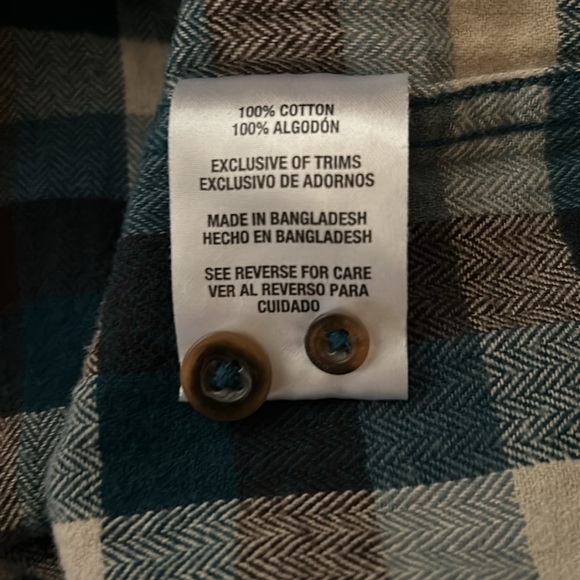 100% COTTON
100% ALGODÓN
EXCLUSIVE OF TRIMS
EXCLUSIVO DE ADORNOS
MADE IN BANGLADESH
HECHO EN BANGLADESH
SEE REVERSE FOR CARE
VER AL REVERSO PARA
CUIDADO